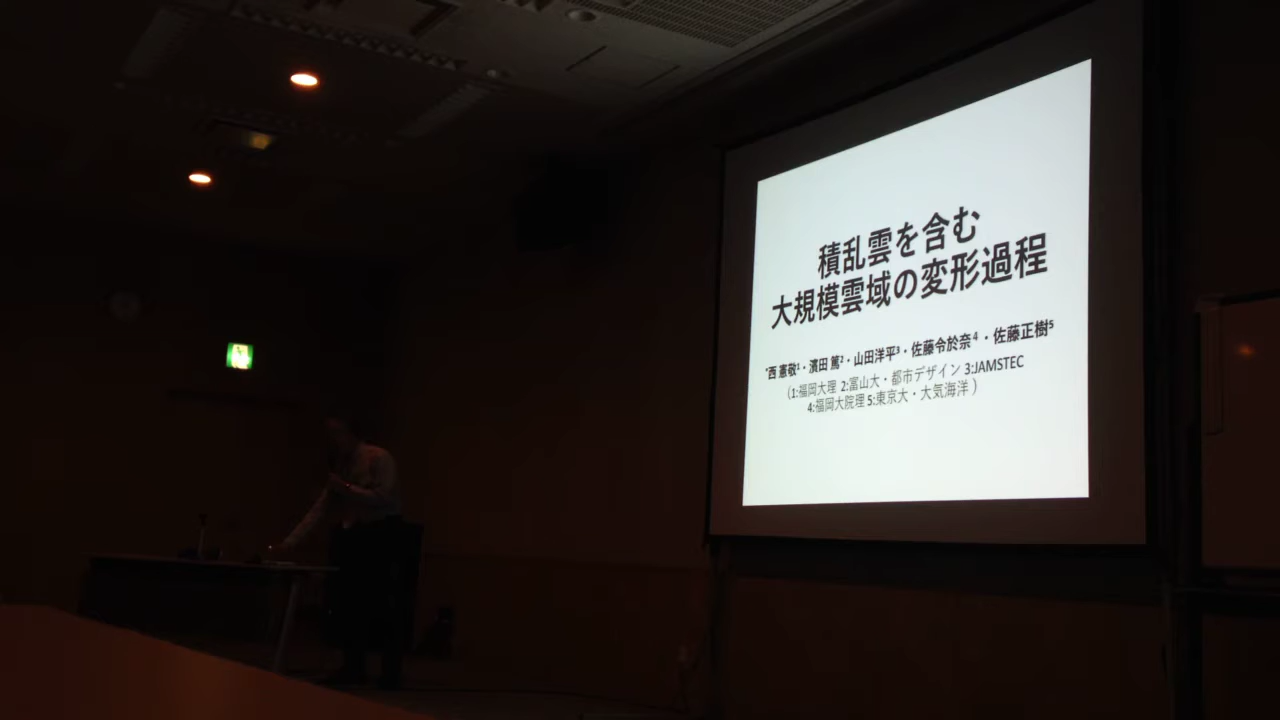 積乱雲を含む
大規模雲域の変形過程
*西 憲敬¹・濱田 篤²・山田洋平³・佐藤令於奈⁴・佐藤正樹⁵
(1:福岡大理 2:富山大・都市デザイン 3:JAMSTEC
4:福岡大院理 5:東京大・大気海洋 )